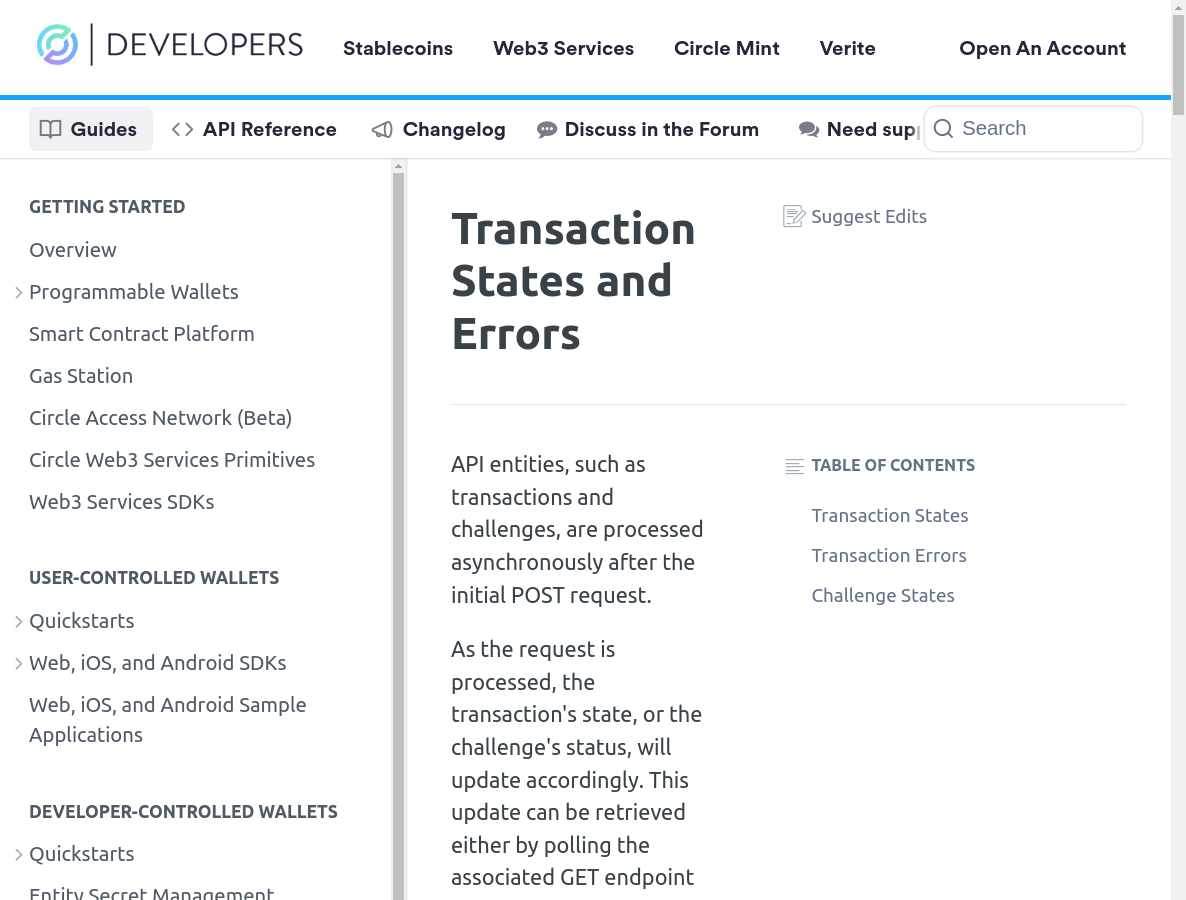 DEVELOPERS
Stablecoins
Web3 Services
Circle Mint
Verite
Open An Account
Guides
API Reference
Changelog
Discuss in the Forum
Need sup
Search
GETTING STARTED
Overview
Programmable Wallets
Smart Contract Platform
Gas Station
Circle Access Network (Beta)
Circle Web3 Services Primitives
Web3 Services SDKs
USER-CONTROLLED WALLETS
Quickstarts
Web, iOS, and Android SDKs
Web, iOS, and Android Sample
Applications
DEVELOPER-CONTROLLED WALLETS
Quickstarts
Entity Secret Management
Transaction
States and
Errors
Suggest Edits
API entities, such as
transactions and
challenges, are processed
asynchronously after the
initial POST request.
As the request is
processed, the
transaction's state, or the
challenge's status, will
update accordingly. This
update can be retrieved
either by polling the
associated GET endpoint
TABLE OF CONTENTS
Transaction States
Transaction Errors
Challenge States